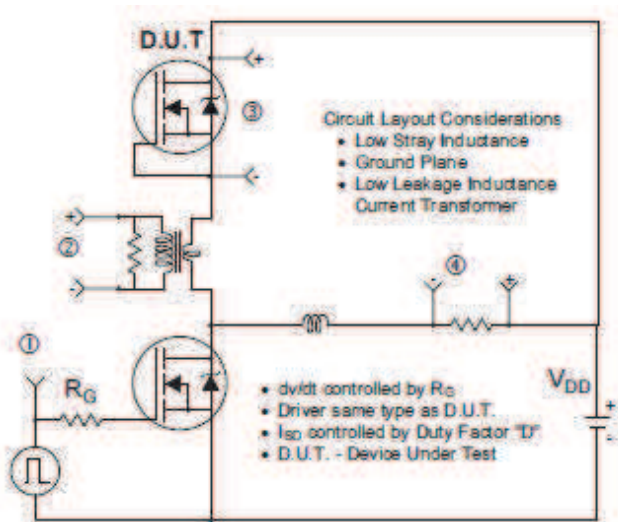 D.U.T
+
③
-
Circuit Layout Considerations
• Low Stray Inductance
• Ground Plane
• Low Leakage Inductance
Current Transformer
+
②
-
- ④ +
①
RG
VDD
+
-
• dv/dt controlled by RG
• Driver same type as D.U.T.
• ISD controlled by Duty Factor "D"
• D.U.T. - Device Under Test